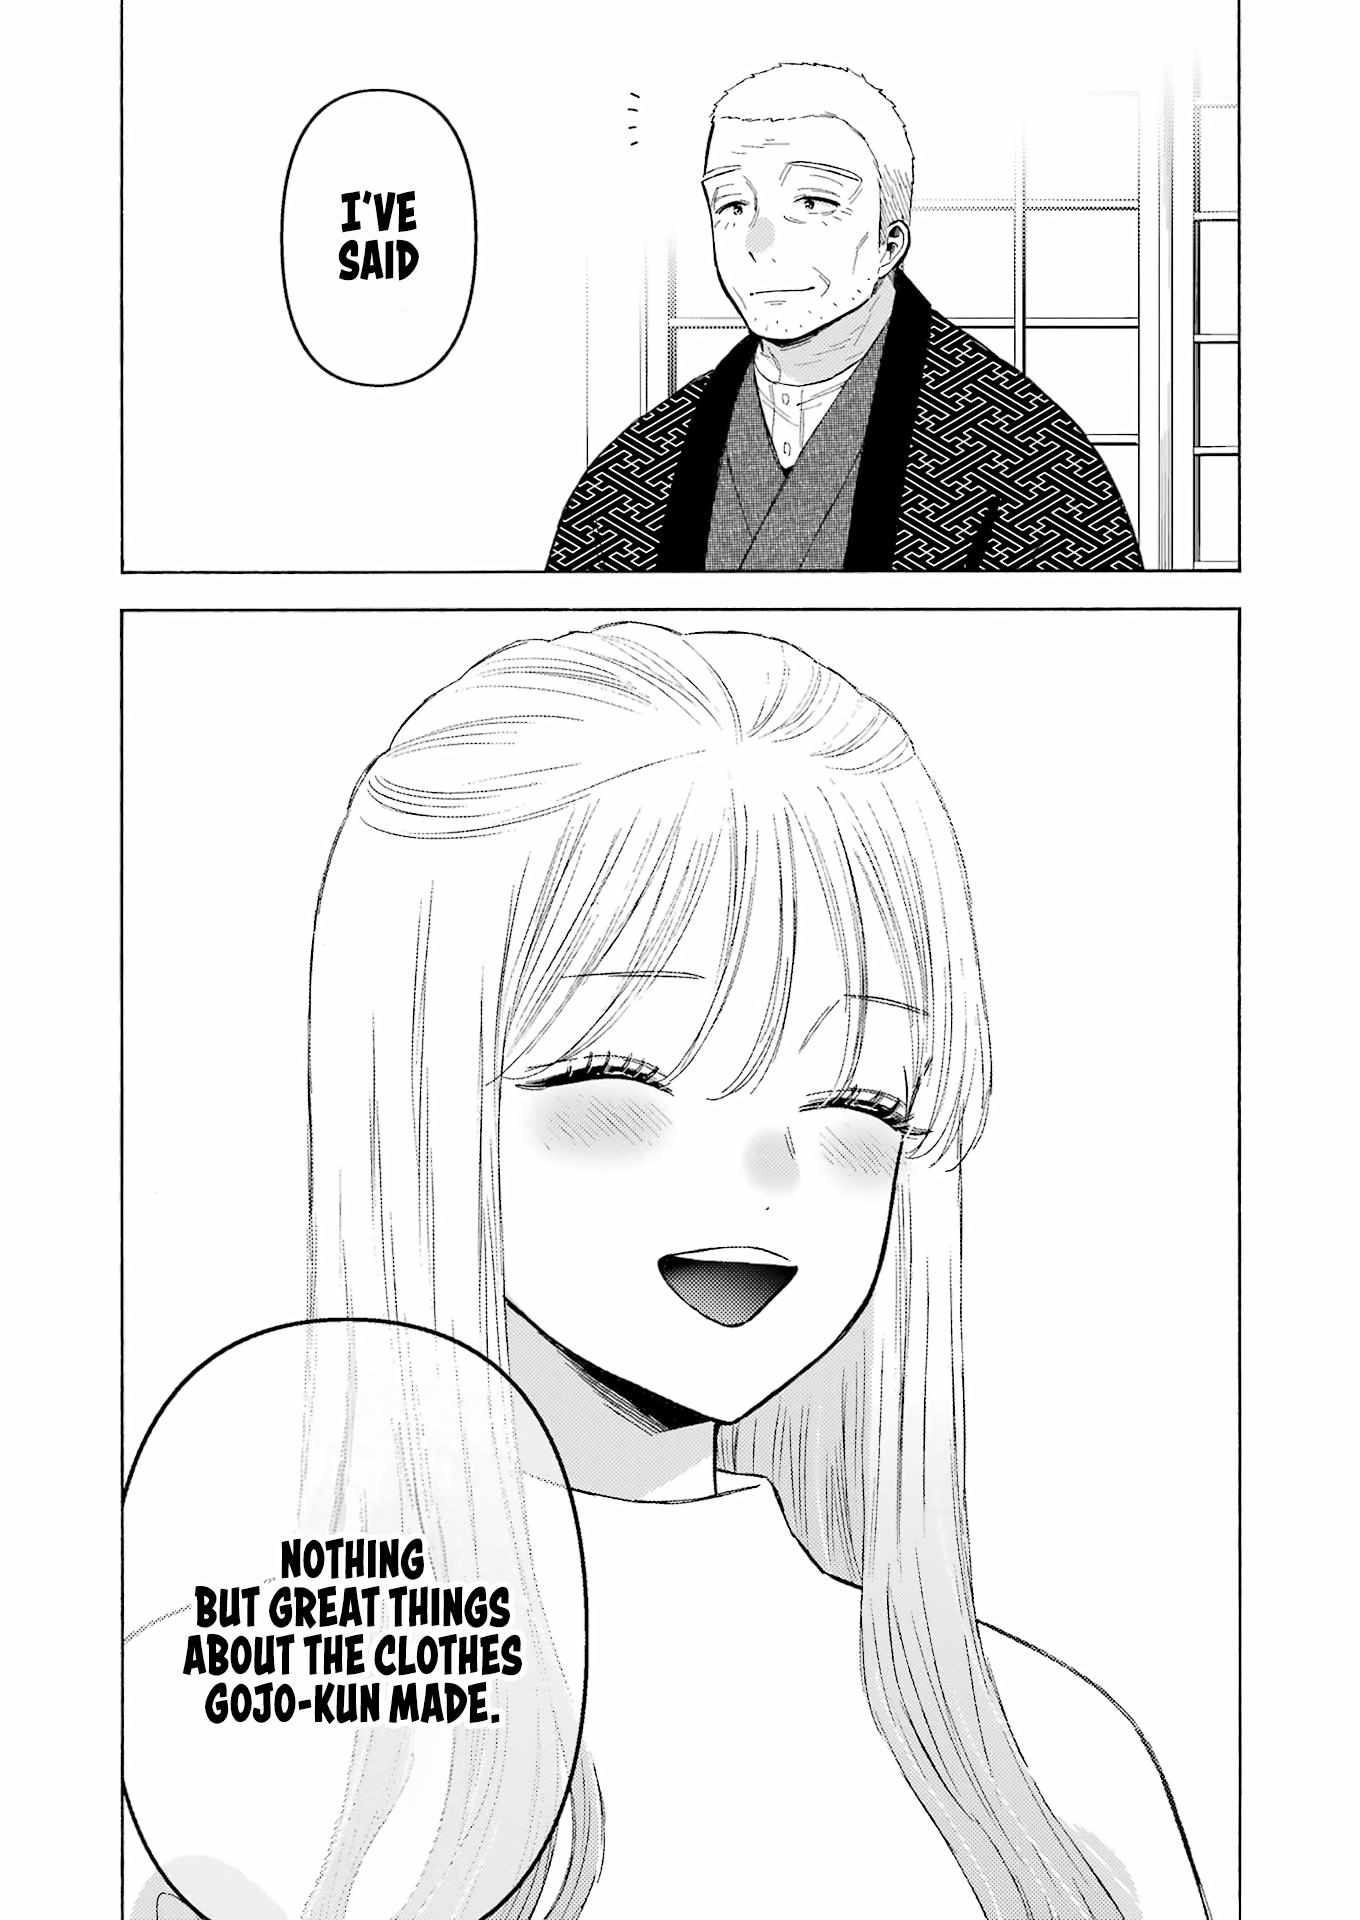 I'VE
SAID
NOTHING
BUT GREAT THINGS
ABOUT THE CLOTHES
GOJO-KUN MADE.